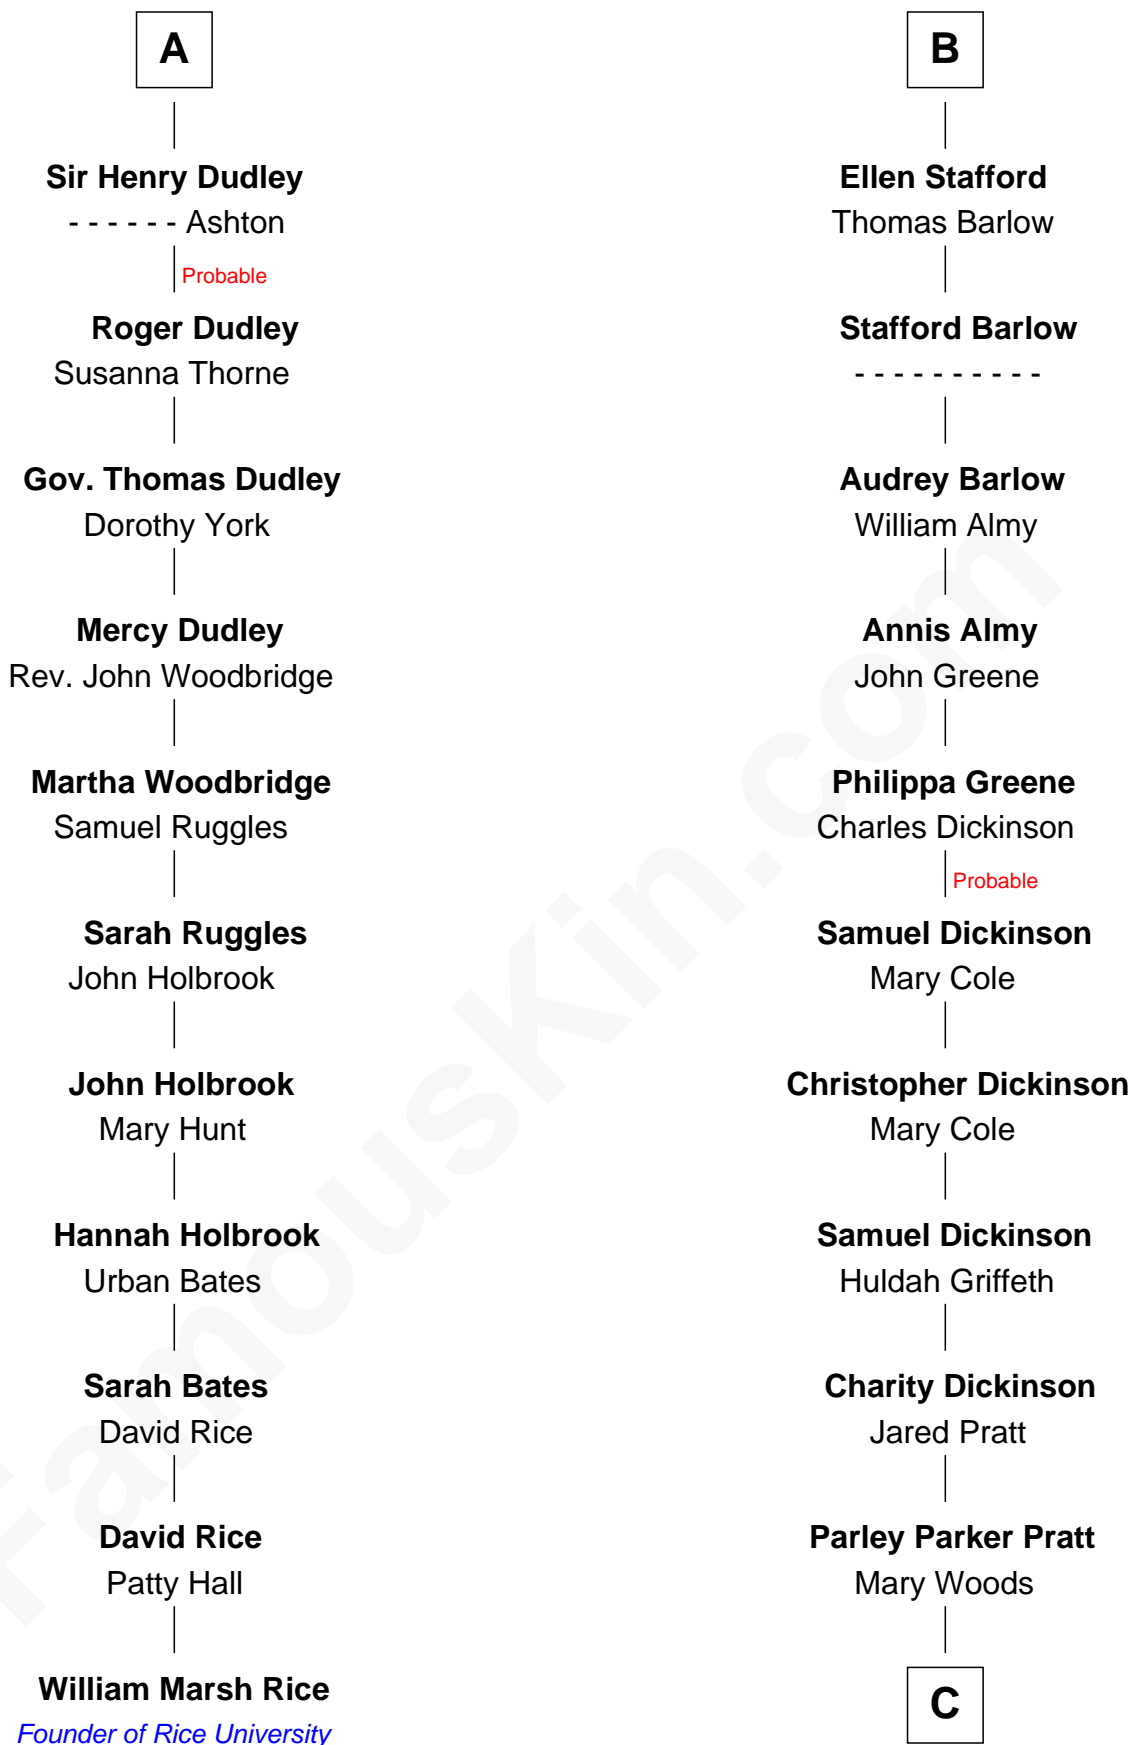 A
Sir Henry Dudley
- - - - - - Ashton
Probable
Roger Dudley
Susanna Thorne
Gov. Thomas Dudley
Dorothy York
Mercy Dudley
Rev. John Woodbridge
Martha Woodbridge
Samuel Ruggles
Sarah Ruggles
John Holbrook
John Holbrook
Mary Hunt
Hannah Holbrook
Urban Bates
Sarah Bates
David Rice
David Rice
Patty Hall
William Marsh Rice
Founder of Rice University
B
Ellen Stafford
Thomas Barlow
Stafford Barlow
- - - - - - - - - -
Audrey Barlow
William Almy
Annis Almy
John Greene
Philippa Greene
Charles Dickinson
Probable
Samuel Dickinson
Mary Cole
Christopher Dickinson
Mary Cole
Samuel Dickinson
Huldah Griffeth
Charity Dickinson
Jared Pratt
Parley Parker Pratt
Mary Woods
C
FamousKin.com